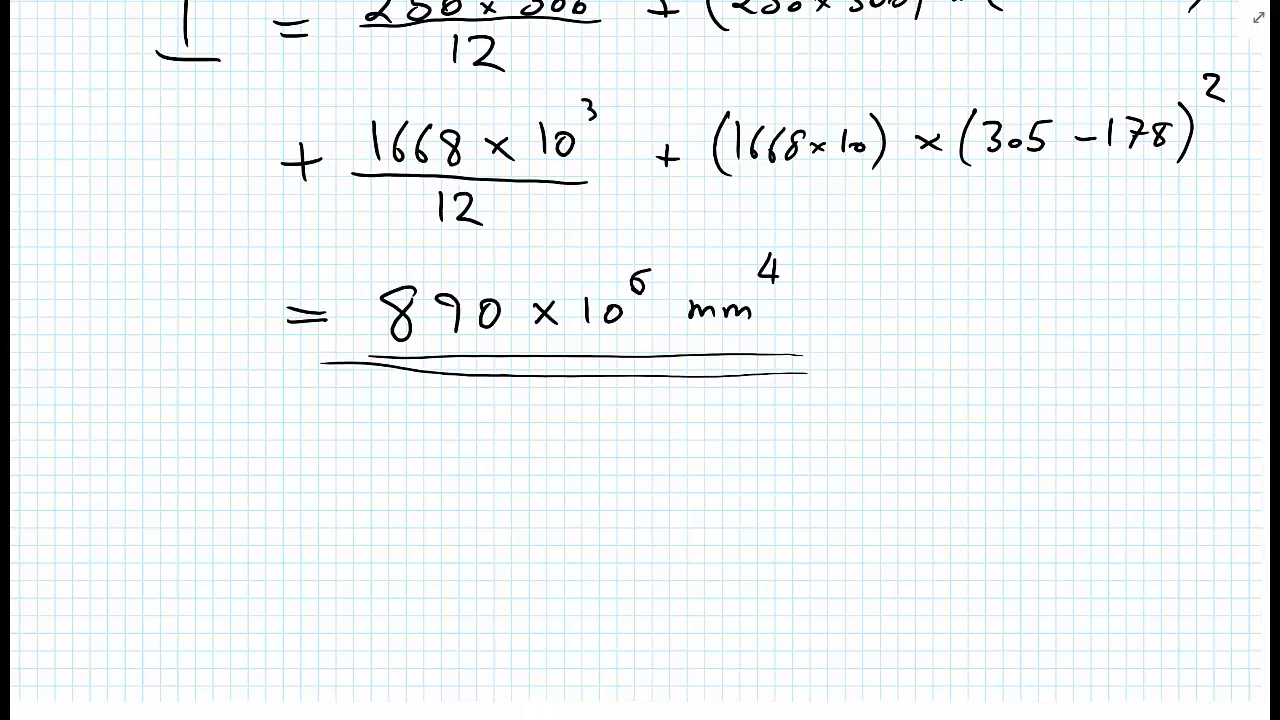 I =
12
+ 1668 × 10³ / 12 + (1668×10) × (305 - 178)²
= 890 × 10⁶ mm⁴